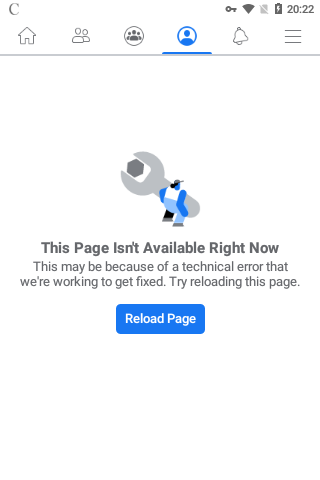 C 20:22
This Page Isn't Available Right Now
This may be because of a technical error that
we're working to get fixed. Try reloading this page.
Reload Page